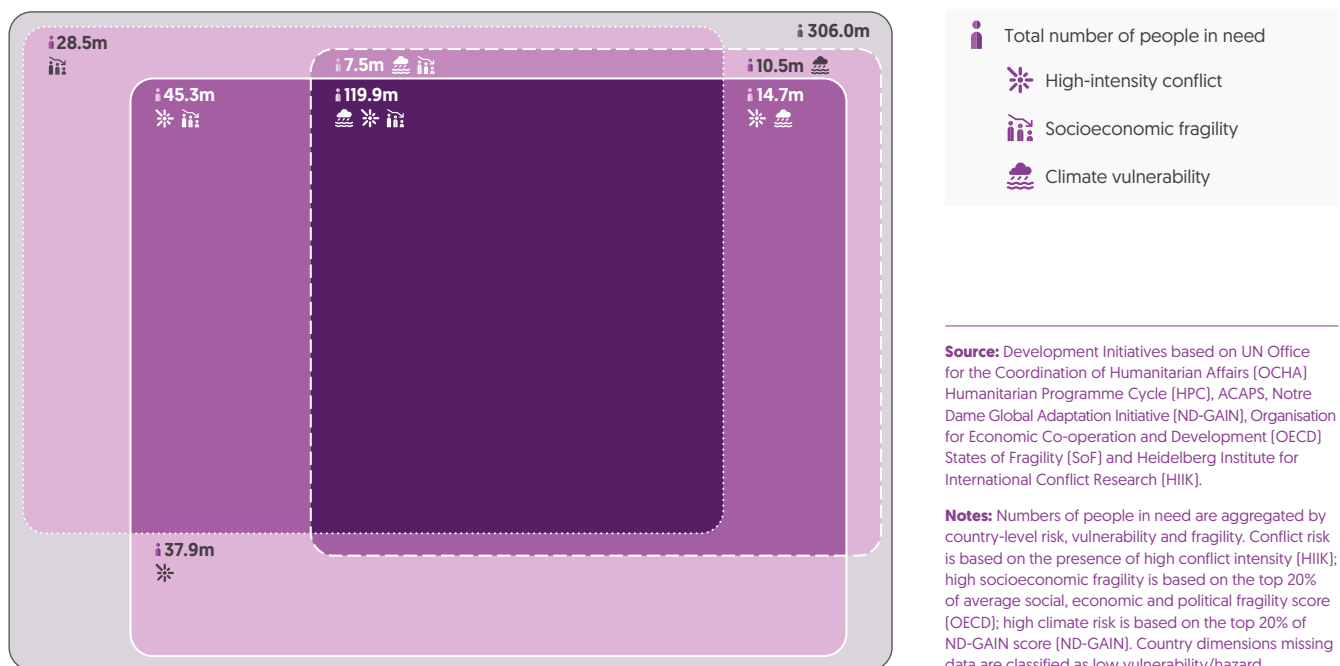 306.0m
28.5m
7.5m
10.5m
45.3m
119.9m
14.7m
37.9m
Total number of people in need
High-intensity conflict
Socioeconomic fragility
Climate vulnerability
Source: Development Initiatives based on UN Office
for the Coordination of Humanitarian Affairs (OCHA)
Humanitarian Programme Cycle (HPC), ACAPS, Notre
Dame Global Adaptation Initiative (ND-GAIN), Organisation
for Economic Co-operation and Development (OECD)
States of Fragility (SoF) and Heidelberg Institute for
International Conflict Research (HIIK).
Notes: Numbers of people in need are aggregated by
country-level risk, vulnerability and fragility. Conflict risk
is based on the presence of high conflict intensity (HIIK);
high socioeconomic fragility is based on the top 20%
of average social, economic and political fragility score
(OECD); high climate risk is based on the top 20% of
ND-GAIN score (ND-GAIN). Country dimensions missing
data are classified as low vulnerability/hazard